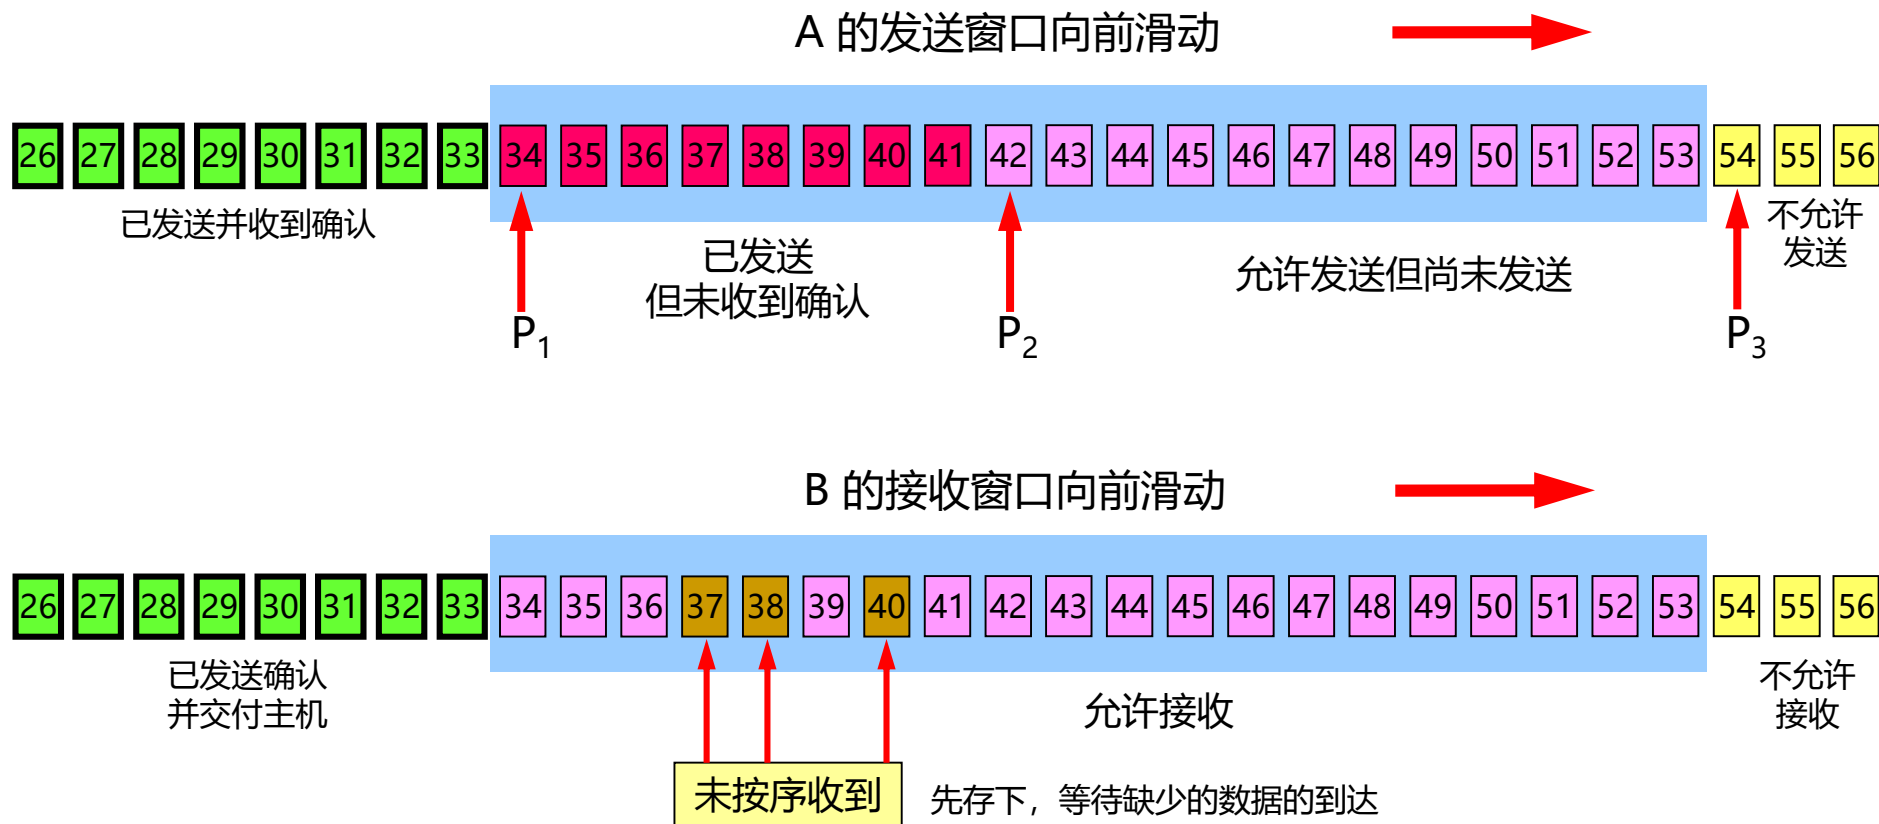 A 的发送窗口向前滑动
26 27 28 29 30 31 32 33 34 35 36 37 38 39 40 41 42 43 44 45 46 47 48 49 50 51 52 53 54 55 56
已发送并收到确认
已发送
但未收到确认
允许发送但尚未发送
不允许
发送
P1 P2 P3
B 的接收窗口向前滑动
26 27 28 29 30 31 32 33 34 35 36 37 38 39 40 41 42 43 44 45 46 47 48 49 50 51 52 53 54 55 56
已发送确认
并交付主机
允许接收
不允许
接收
未按序收到
先存下，等待缺少的数据的到达